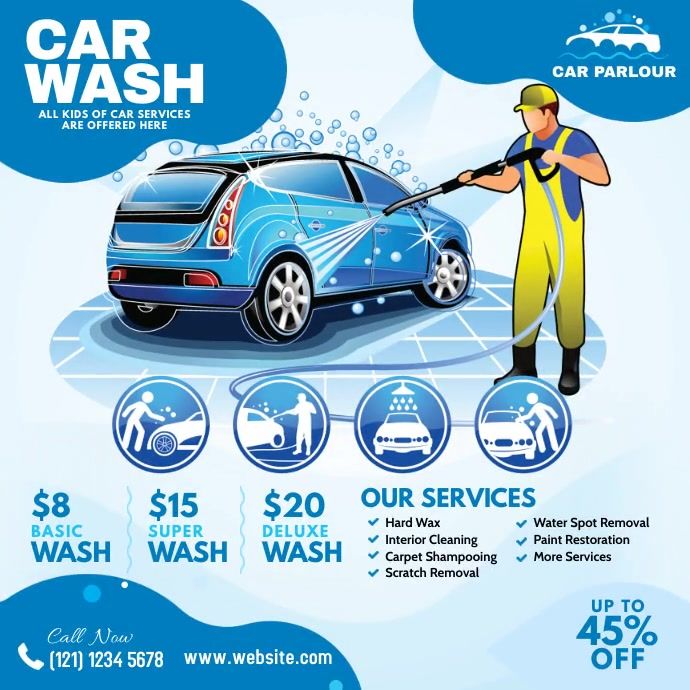 CAR
WASH
ALL KIDS OF CAR SERVICES
ARE OFFERED HERE
CAR PARLOUR
$8
BASIC
WASH
$15
SUPER
WASH
$20
DELUXE
WASH
OUR SERVICES
Hard Wax
Interior Cleaning
Carpet Shampooing
Scratch Removal
Water Spot Removal
Paint Restoration
More Services
Call Now
(121) 1234 5678
www.website.com
UP TO
45%
OFF